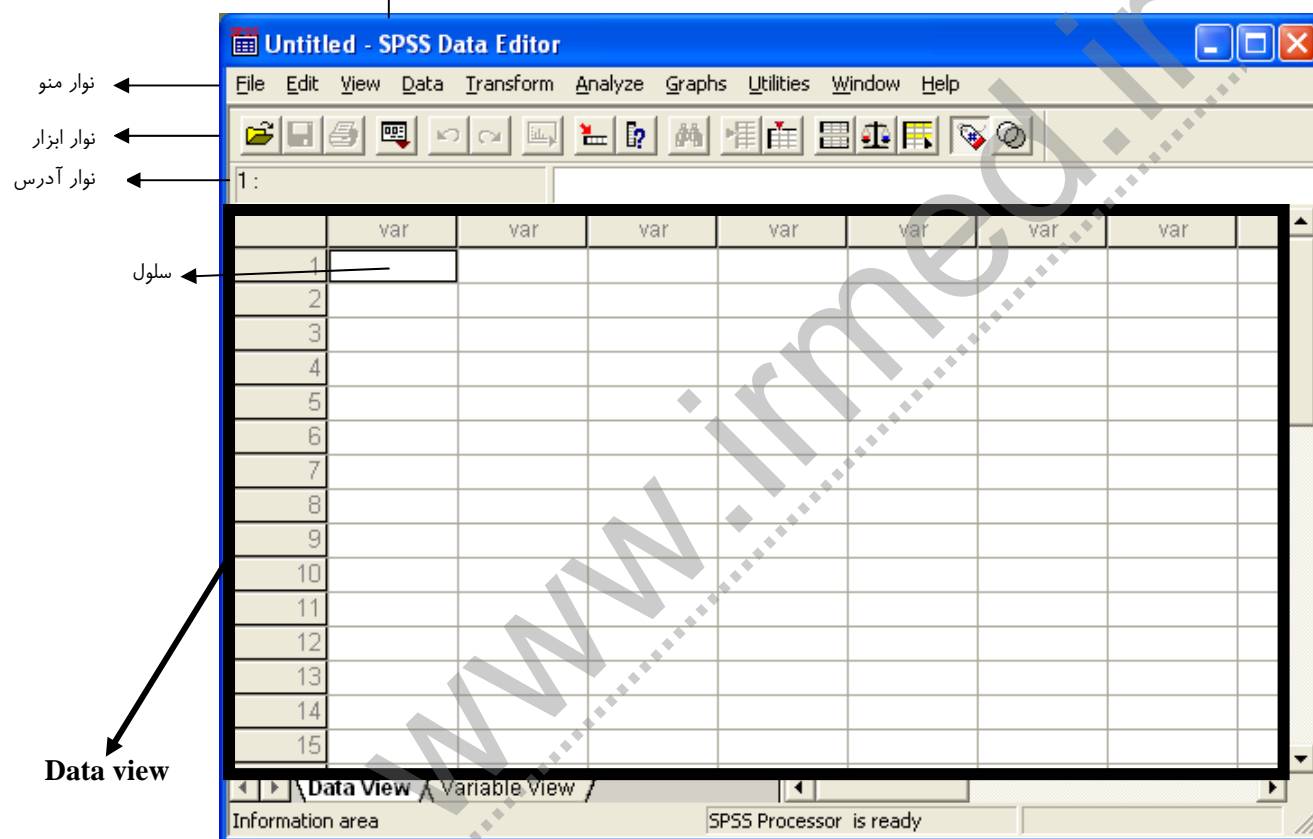 Untitled - SPSS Data Editor
نوار منو
File Edit View Data Transform Analyze Graphs Utilities Window Help
نوار ابزار
نوار آدرس
1 :
var var var var var var var
سلول
1
2
3
4
5
6
7
8
9
10
11
12
13
14
15
Data view
Data View Variable View
Information area SPSS Processor is ready
www.irmed.ir